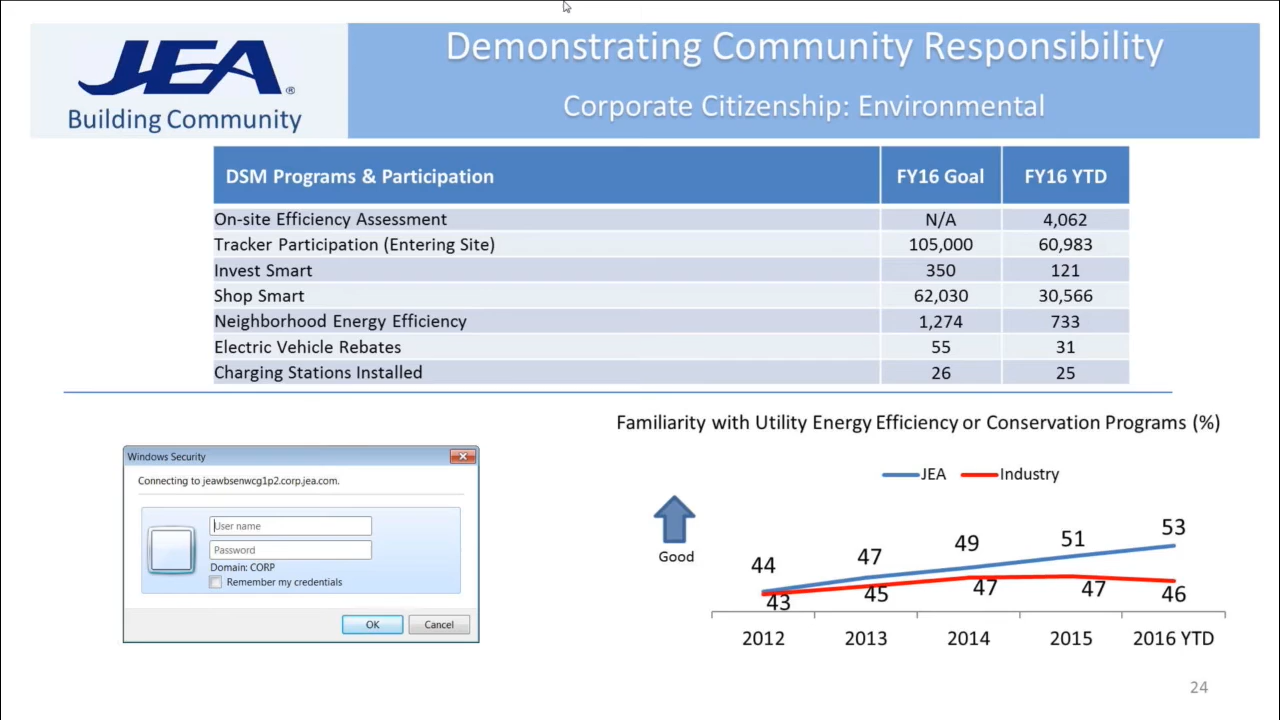 JEA®
Building Community
Demonstrating Community Responsibility
Corporate Citizenship: Environmental
DSM Programs & Participation FY16 Goal FY16 YTD
On-site Efficiency Assessment N/A 4,062
Tracker Participation (Entering Site) 105,000 60,983
Invest Smart 350 121
Shop Smart 62,030 30,566
Neighborhood Energy Efficiency 1,274 733
Electric Vehicle Rebates 55 31
Charging Stations Installed 26 25
Windows Security
Connecting to jeawbsenwcg1p2.corp.jea.com.
User name
Password
Domain: CORP
Remember my credentials
OK Cancel
Familiarity with Utility Energy Efficiency or Conservation Programs (%)
JEA Industry
Good
44 47 49 51 53
43 45 47 47 46
2012 2013 2014 2015 2016 YTD
24